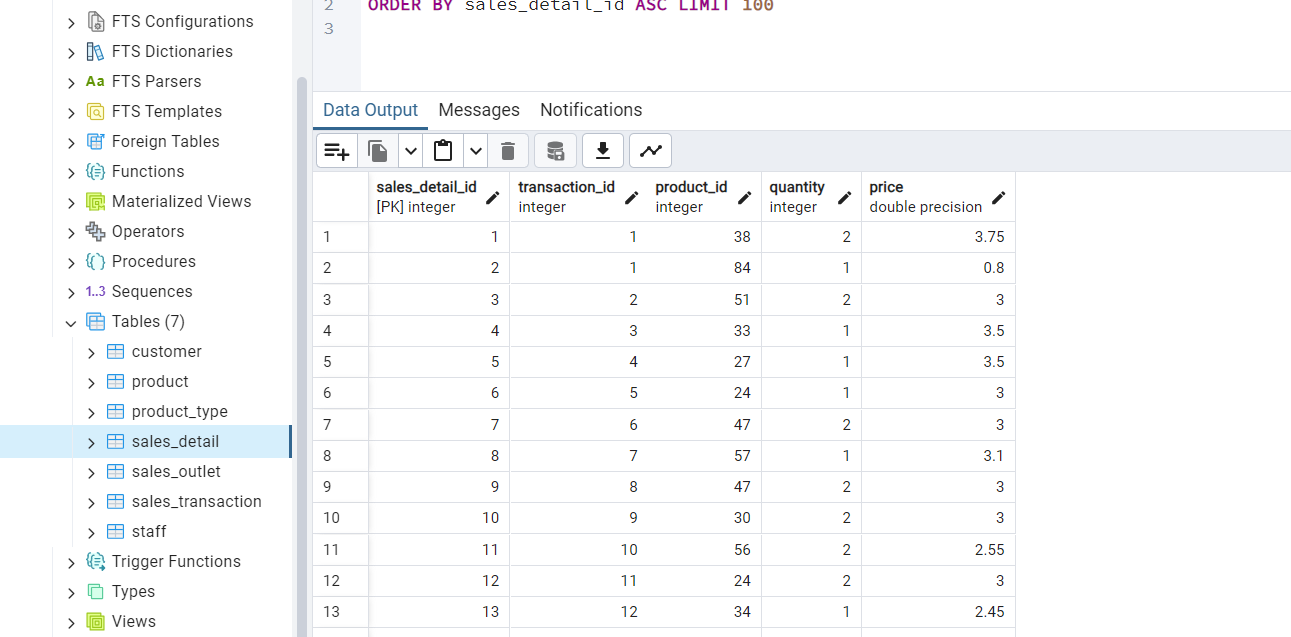 FTS Configurations
FTS Dictionaries
Aa FTS Parsers
FTS Templates
Foreign Tables
Functions
Materialized Views
Operators
Procedures
1..3 Sequences
Tables (7)
customer
product
product_type
sales_detail
sales_outlet
sales_transaction
staff
Trigger Functions
Types
Views
2 ORDER BY sales_detail_id ASC LIMIT 100
3
Data Output Messages Notifications
sales_detail_id transaction_id product_id quantity price
[PK] integer integer integer integer double precision
1 1 1 38 2 3.75
2 2 1 84 1 0.8
3 3 2 51 2 3
4 4 3 33 1 3.5
5 5 4 27 1 3.5
6 6 5 24 1 3
7 7 6 47 2 3
8 8 7 57 1 3.1
9 9 8 47 2 3
10 10 9 30 2 3
11 11 10 56 2 2.55
12 12 11 24 2 3
13 13 12 34 1 2.45